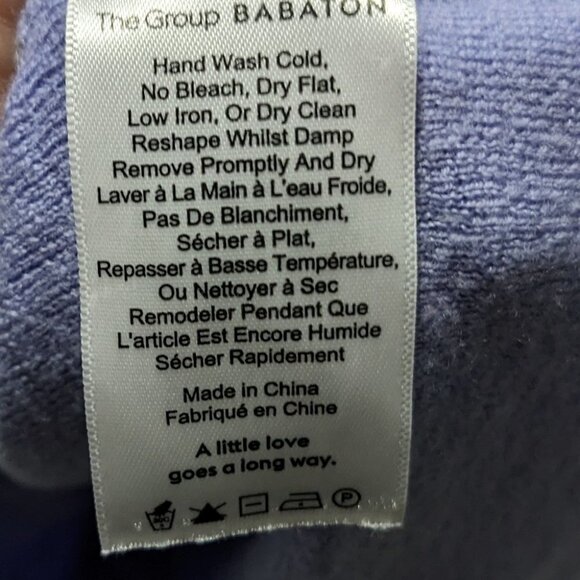 The Group BABATON
Hand Wash Cold,
No Bleach, Dry Flat,
Low Iron, Or Dry Clean
Reshape Whilst Damp
Remove Promptly And Dry
Laver à La Main à L'eau Froide,
Pas De Blanchiment,
Sécher à Plat,
Repasser à Basse Température,
Ou Nettoyer à Sec
Remodeler Pendant Que
L'article Est Encore Humide
Sécher Rapidement
Made in China
Fabriqué en Chine
A little love
goes a long way.
P